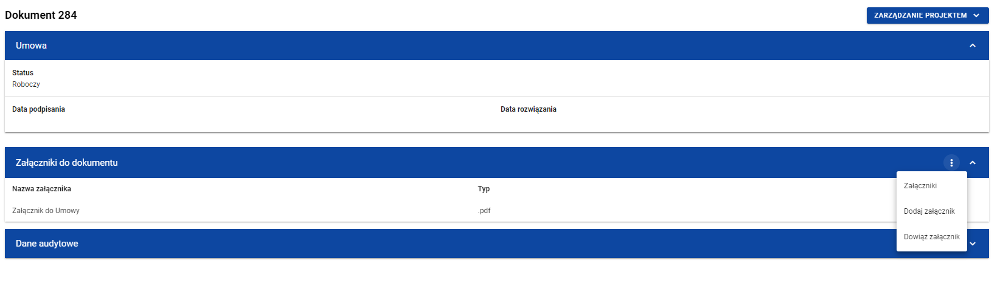 Dokument 284
ZARZĄDZANIE PROJEKTEM
Umowa
Status
Roboczy
Data podpisania
Data rozwiązania
Załączniki do dokumentu
Nazwa załącznika
Typ
Załącznik do Umowy
.pdf
Załączniki
Dodaj załącznik
Dowiąż załącznik
Dane audytowe